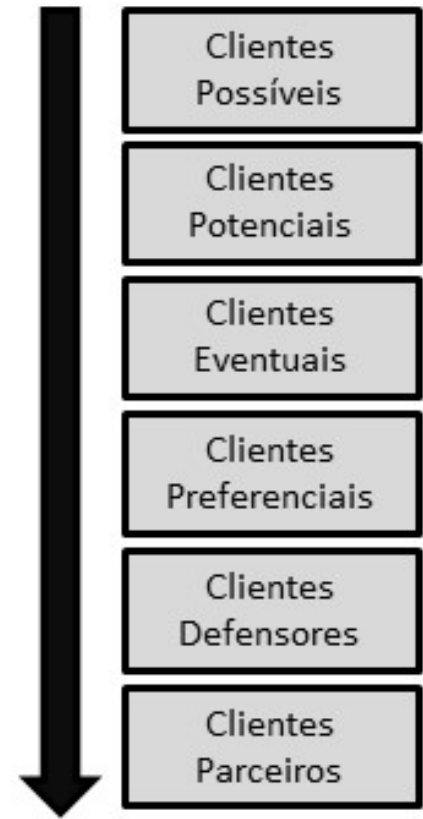 Clientes
Possíveis
Clientes
Potenciais
Clientes
Eventuais
Clientes
Preferenciais
Clientes
Defensores
Clientes
Parceiros